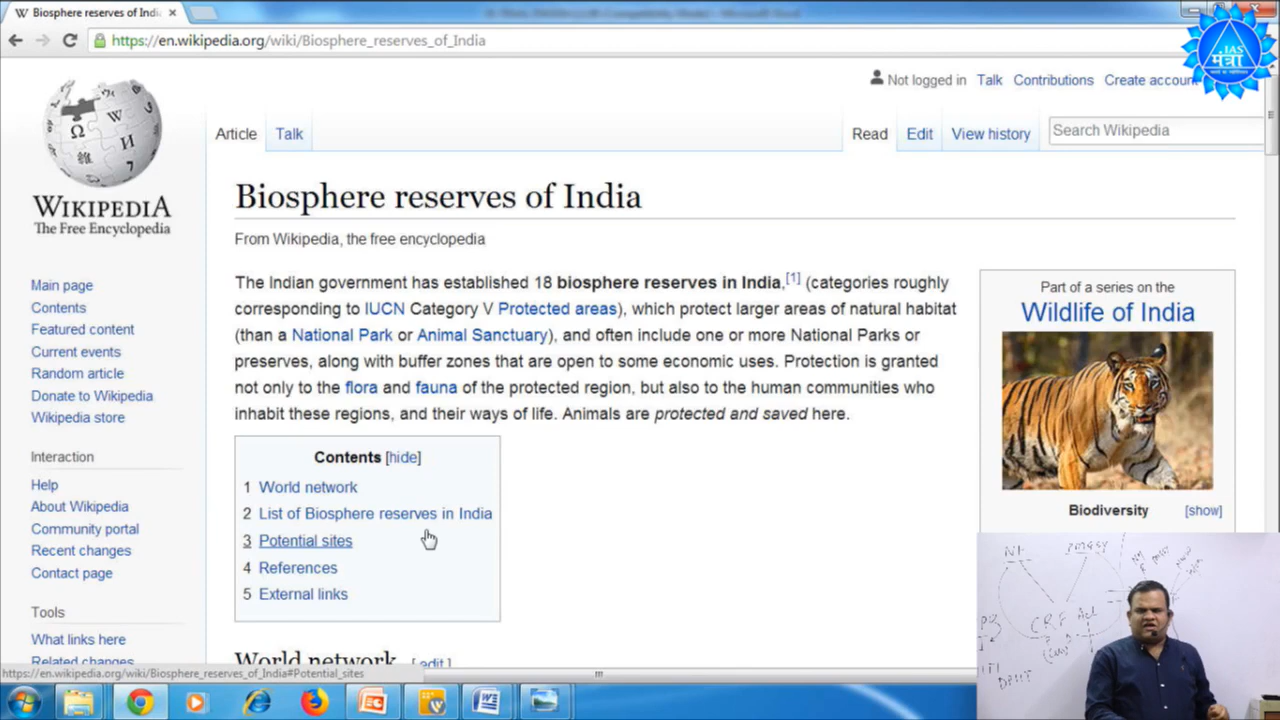 Biosphere reserves of Indi
https://en.wikipedia.org/wiki/Biosphere_reserves_of_India
IAS
मंत्रा
Not logged in Talk Contributions Create accoun
Article Talk Read Edit View history Search Wikipedia
WIKIPEDIA
The Free Encyclopedia
Main page
Contents
Featured content
Current events
Random article
Donate to Wikipedia
Wikipedia store
Interaction
Help
About Wikipedia
Community portal
Recent changes
Contact page
Tools
What links here
Related changes
Biosphere reserves of India
From Wikipedia, the free encyclopedia
The Indian government has established 18 biosphere reserves in India,[1] (categories roughly
corresponding to IUCN Category V Protected areas), which protect larger areas of natural habitat
(than a National Park or Animal Sanctuary), and often include one or more National Parks or
preserves, along with buffer zones that are open to some economic uses. Protection is granted
not only to the flora and fauna of the protected region, but also to the human communities who
inhabit these regions, and their ways of life. Animals are protected and saved here.
Contents [hide]
1 World network
2 List of Biosphere reserves in India
3 Potential sites
4 References
5 External links
World network [edit]
Part of a series on the
Wildlife of India
Biodiversity [show]
CRF Act
https://en.wikipedia.org/wiki/Biosphere_reserves_of_India#Potential_sites